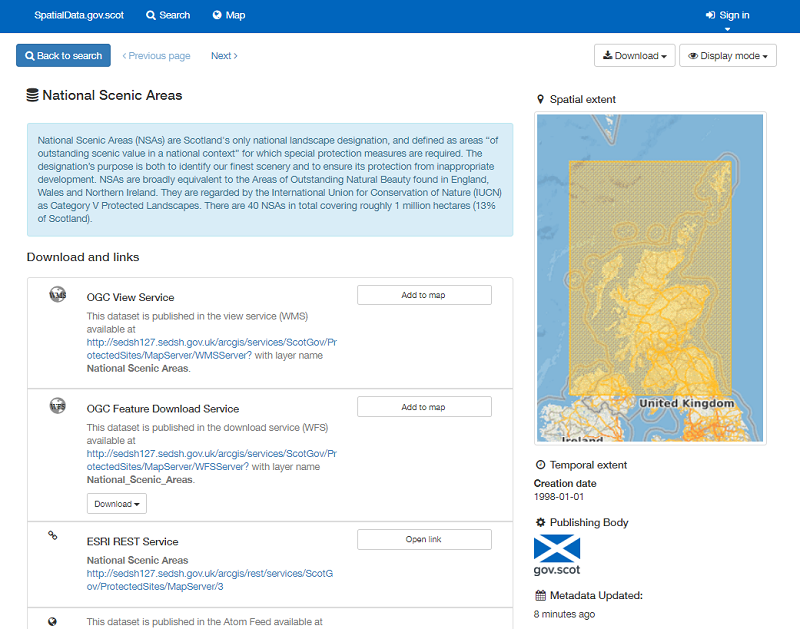 SpatialData.gov.scot Search Map Sign in
Back to search ‹ Previous page Next › Download Display mode
National Scenic Areas
National Scenic Areas (NSAs) are Scotland's only national landscape designation, and defined as areas “of
outstanding scenic value in a national context” for which special protection measures are required. The
designation's purpose is both to identify our finest scenery and to ensure its protection from inappropriate
development. NSAs are broadly equivalent to the Areas of Outstanding Natural Beauty found in England,
Wales and Northern Ireland. They are regarded by the International Union for Conservation of Nature (IUCN)
as Category V Protected Landscapes. There are 40 NSAs in total covering roughly 1 million hectares (13%
of Scotland).
Download and links
WMS
OGC View Service
Add to map
This dataset is published in the view service (WMS)
available at
http://sedsh127.sedsh.gov.uk/arcgis/services/ScotGov/Pr
otectedSites/MapServer/WMSServer? with layer name
National Scenic Areas.
WFS
OGC Feature Download Service
Add to map
This dataset is published in the download service (WFS)
available at
http://sedsh127.sedsh.gov.uk/arcgis/services/ScotGov/Pr
otectedSites/MapServer/WFSServer? with layer name
National_Scenic_Areas.
Download
ESRI REST Service
Open link
National Scenic Areas
http://sedsh127.sedsh.gov.uk/arcgis/rest/services/ScotG
ov/ProtectedSites/MapServer/3
This dataset is published in the Atom Feed available at
Spatial extent
United Kingdom
Ireland
Temporal extent
Creation date
1998-01-01
Publishing Body
gov.scot
Metadata Updated:
8 minutes ago